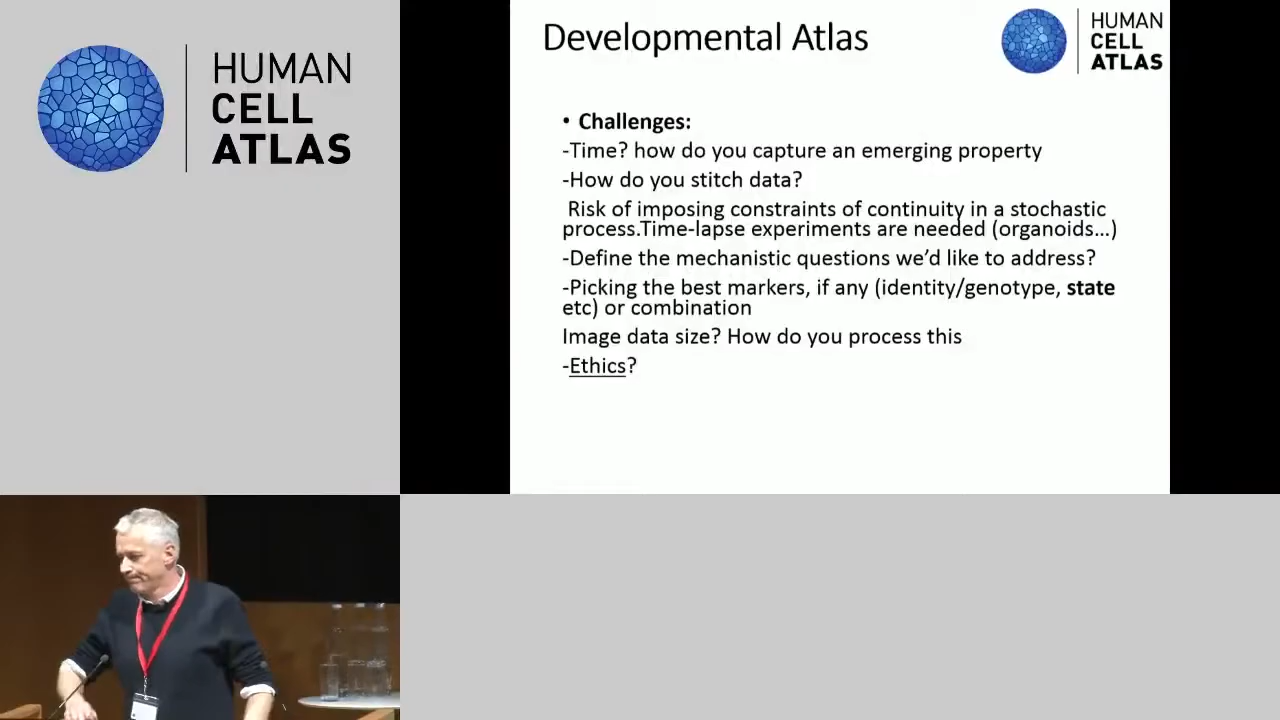 HUMAN
CELL
ATLAS
Developmental Atlas
HUMAN
CELL
ATLAS
• Challenges:
-Time? how do you capture an emerging property
-How do you stitch data?
Risk of imposing constraints of continuity in a stochastic
process.Time-lapse experiments are needed (organoids...)
-Define the mechanistic questions we’d like to address?
-Picking the best markers, if any (identity/genotype, state
etc) or combination
Image data size? How do you process this
-Ethics?